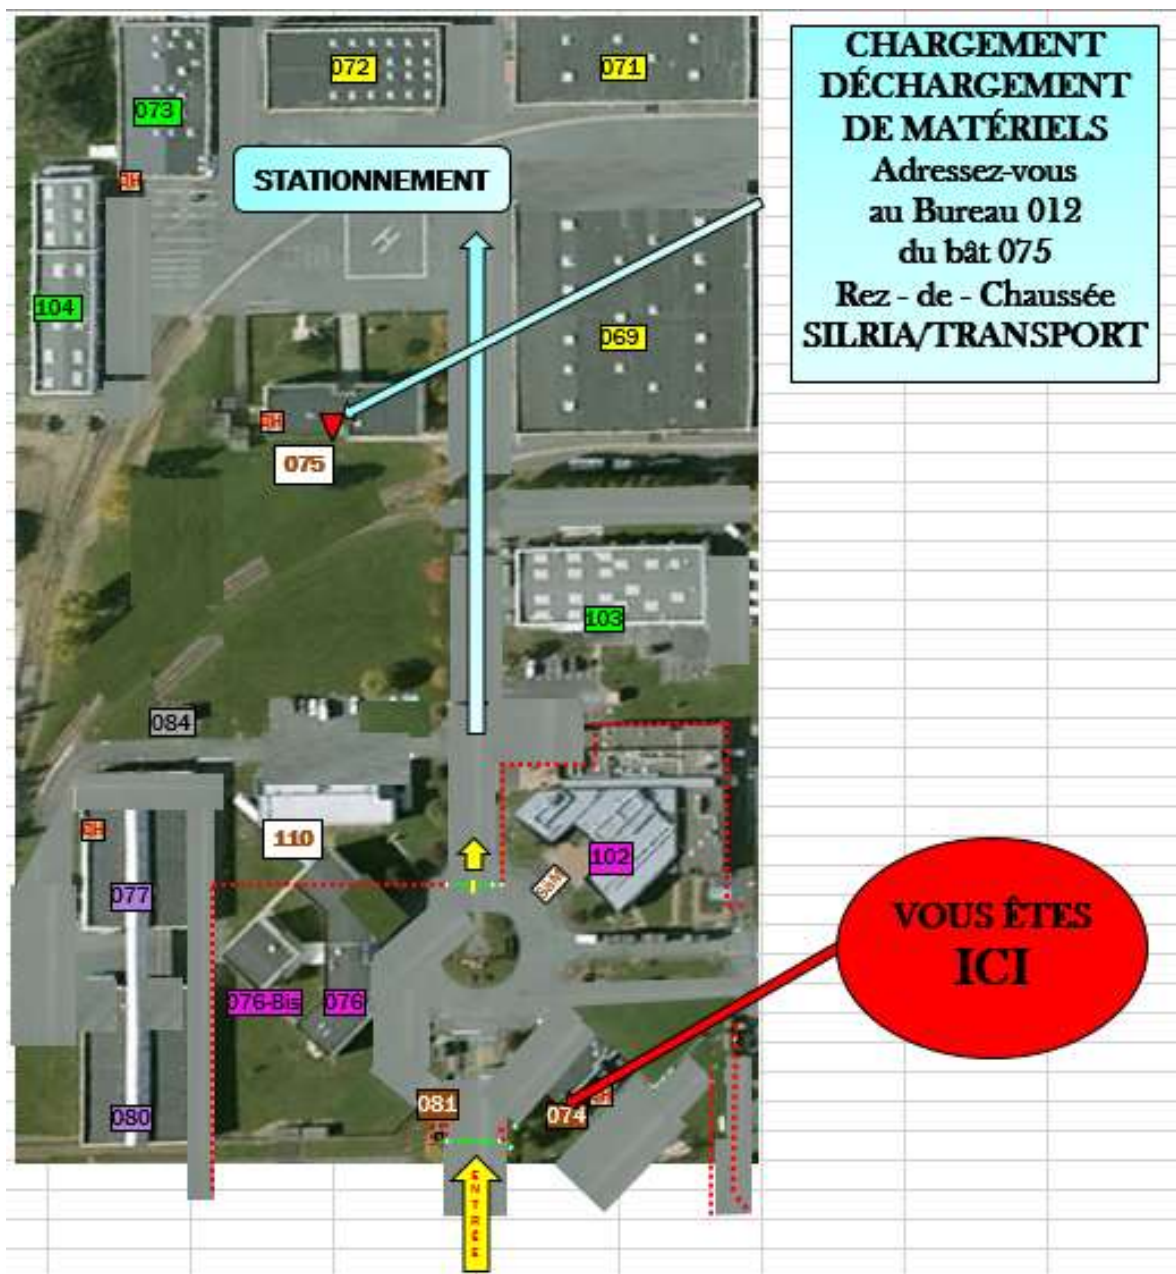 CHARGEMENT
DÉCHARGEMENT
DE MATÉRIELS
Adressez-vous
au Bureau 012
du bât 075
Rez - de - Chaussée
SILRIA/TRANSPORT
072
071
073
STATIONNEMENT
H
104
069
075
103
084
110
102
077
VOUS ÊTES
ICI
076-Bis
076
081
074
080
ENTREE